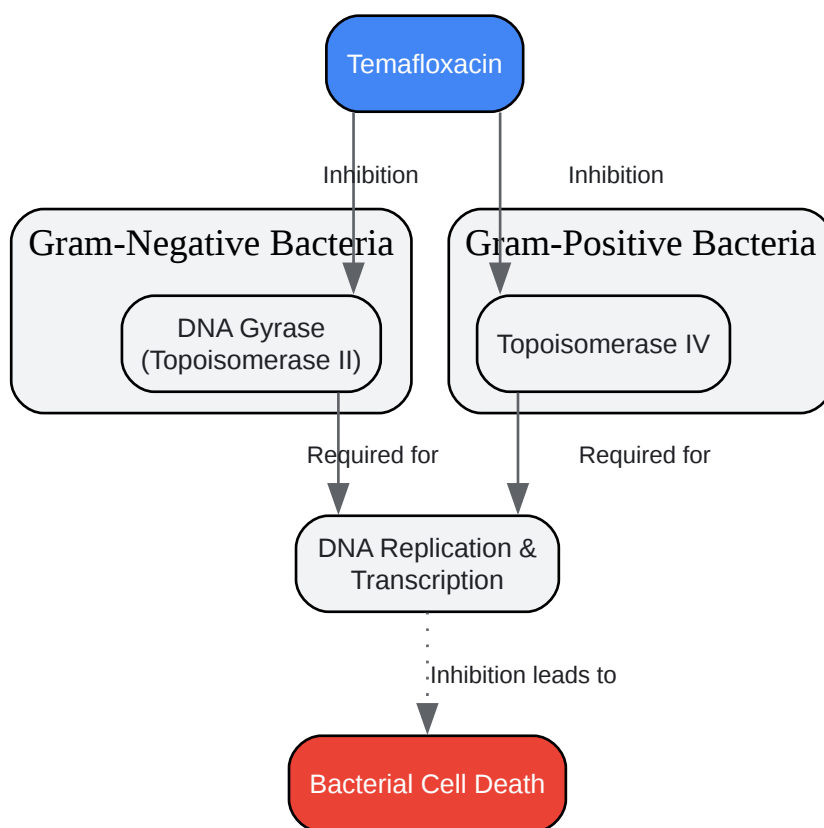 Temafloxacin
Inhibition
Inhibition
Gram-Negative Bacteria
Gram-Positive Bacteria
DNA Gyrase
(Topoisomerase II)
Topoisomerase IV
Required for
Required for
DNA Replication &
Transcription
Inhibition leads to
Bacterial Cell Death